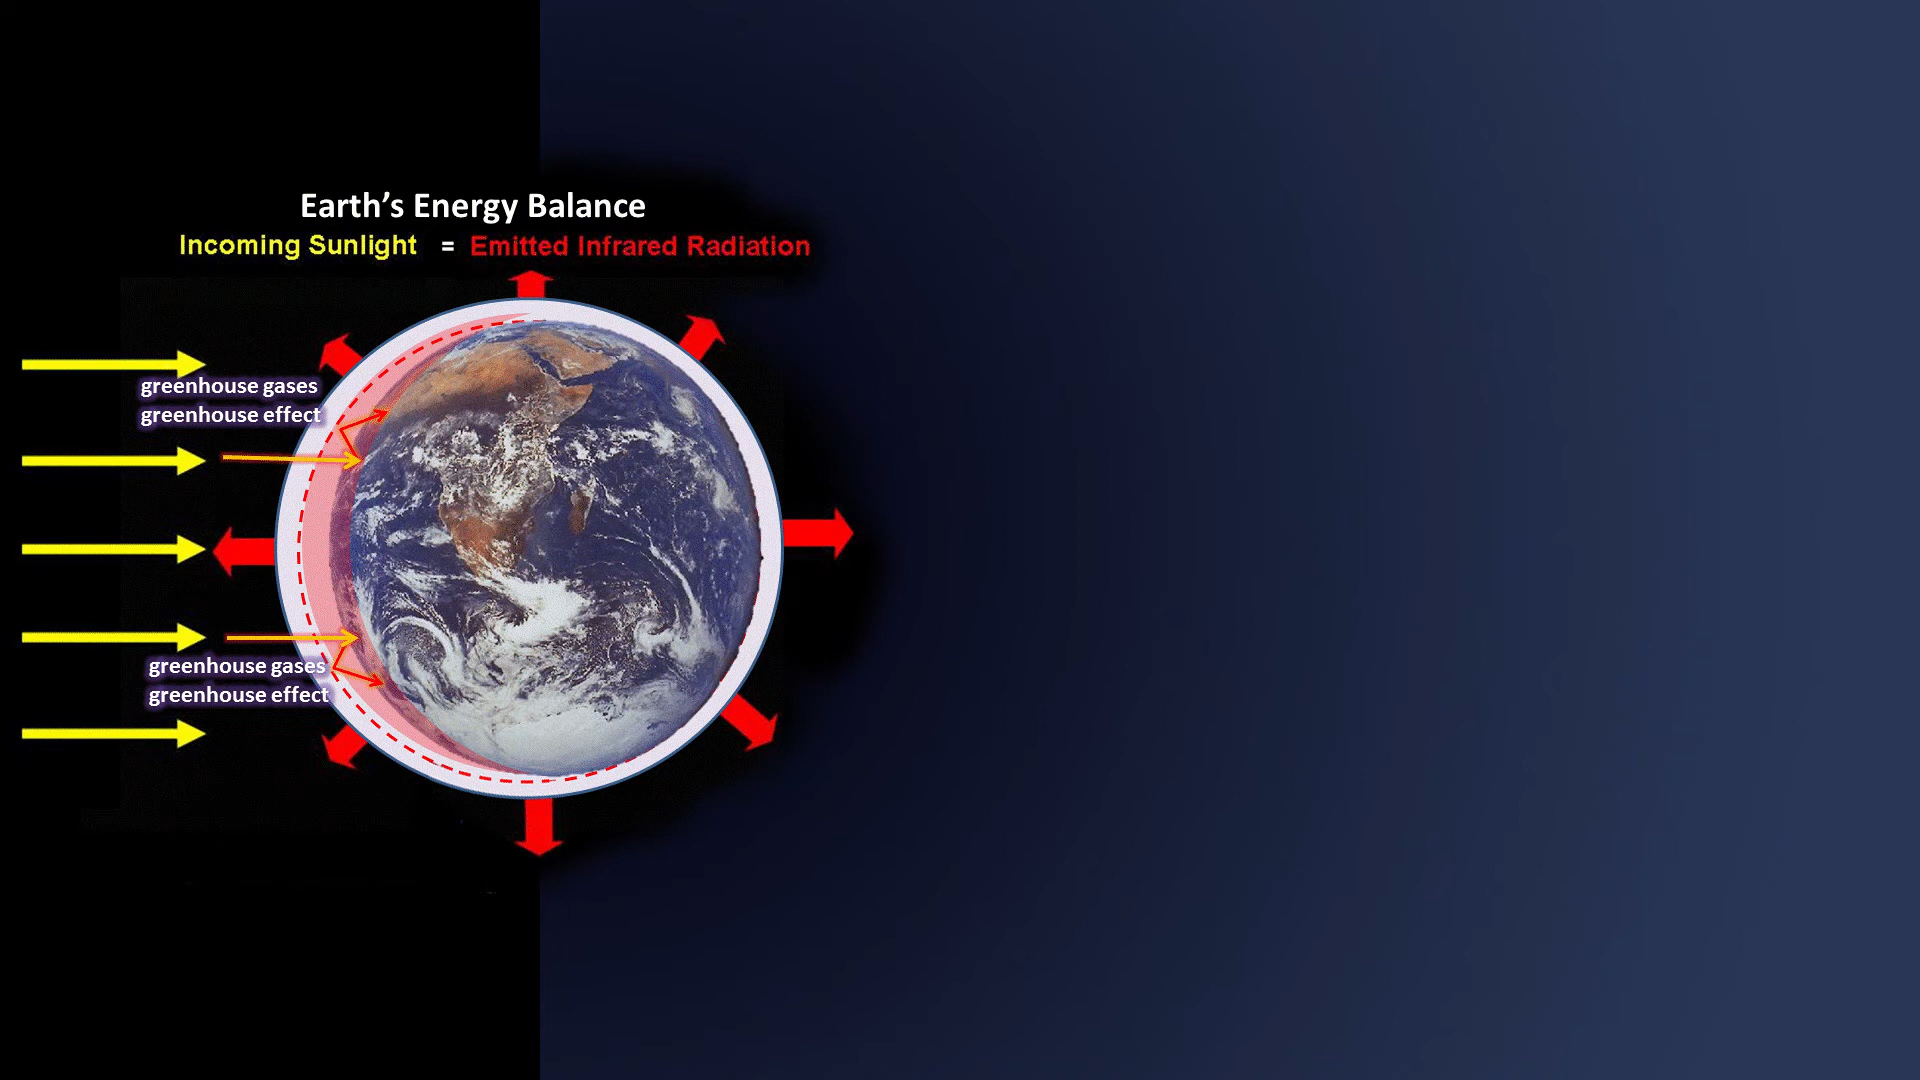 Earth’s Energy Balance
Incoming Sunlight = Emitted Infrared Radiation
greenhouse gases
greenhouse effect
greenhouse gases
greenhouse effect